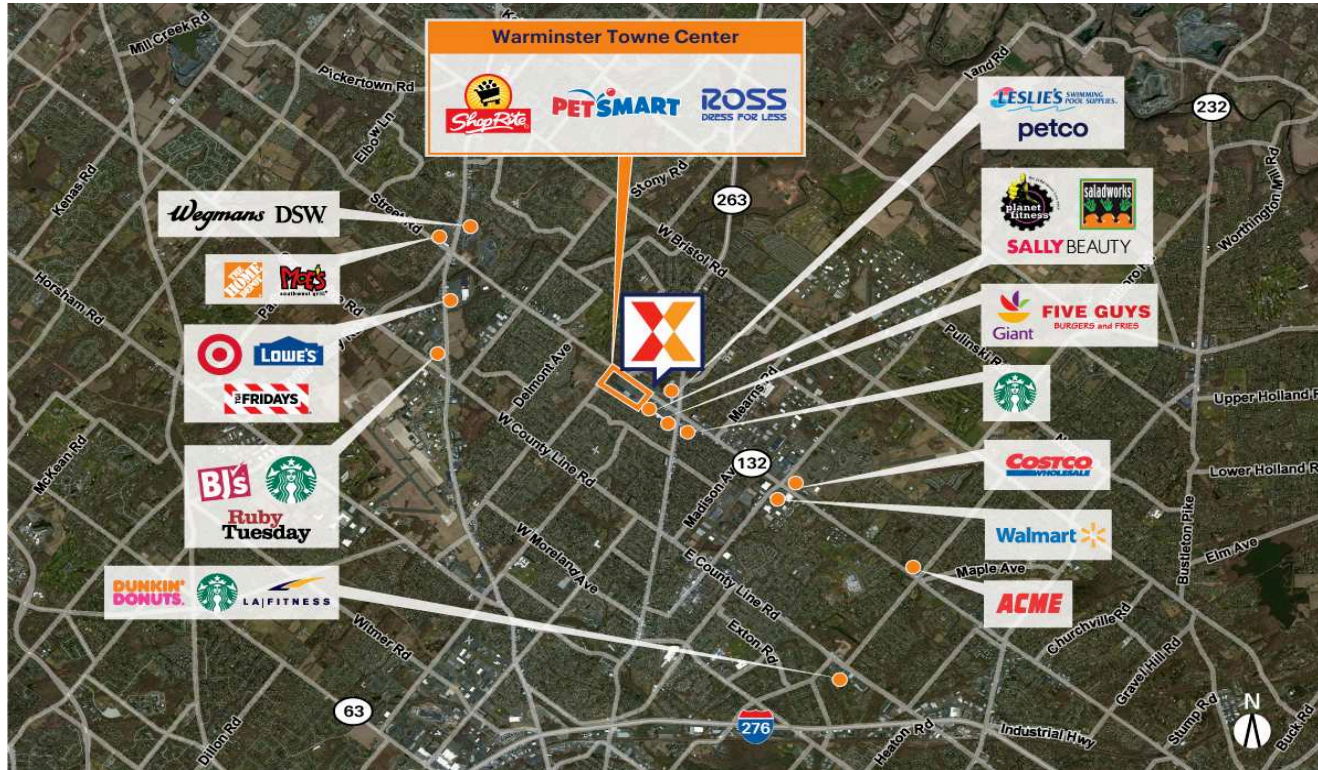 Warminster Towne Center
ShopRite
PETSMART
ROSS
DRESS FOR LESS
Mill Creek Rd
Pickertown Rd
Elbow Ln
Kenas Rd
Street Rd
Stony Rd
263
W Bristol Rd
Land Rd
232
Worthington Mill Rd
LESLIE'S SWIMMING
POOL SUPPLIES.
petco
planet
fitness
saladworks
SALLY BEAUTY
Wegmans DSW
THE
HOME
DEPOT
MOE'S
southwest grill
Horsham Rd
LOWE'S
TGI FRIDAYS
Giant
FIVE GUYS
BURGERS and FRIES
Delmont Ave
Mearns Rd
Upper Holland R
McKean Rd
W County Line Rd
BJ's
Ruby
Tuesday
132
Madison Av
COSTCO
WHOLESALE
Lower Holland R
Walmart
Bustleton Pike
Elm Ave
W Moreland Ave
E County Line Rd
Maple Ave
ACME
DUNKIN'
DONUTS.
LA|FITNESS
Witmer Rd
Exton Rd
Churchville Rd
Gravel Hill Rd
63
Dillon Rd
276
Heaton Rd
Industrial Hwy
Stump Rd
Buck Rd
N